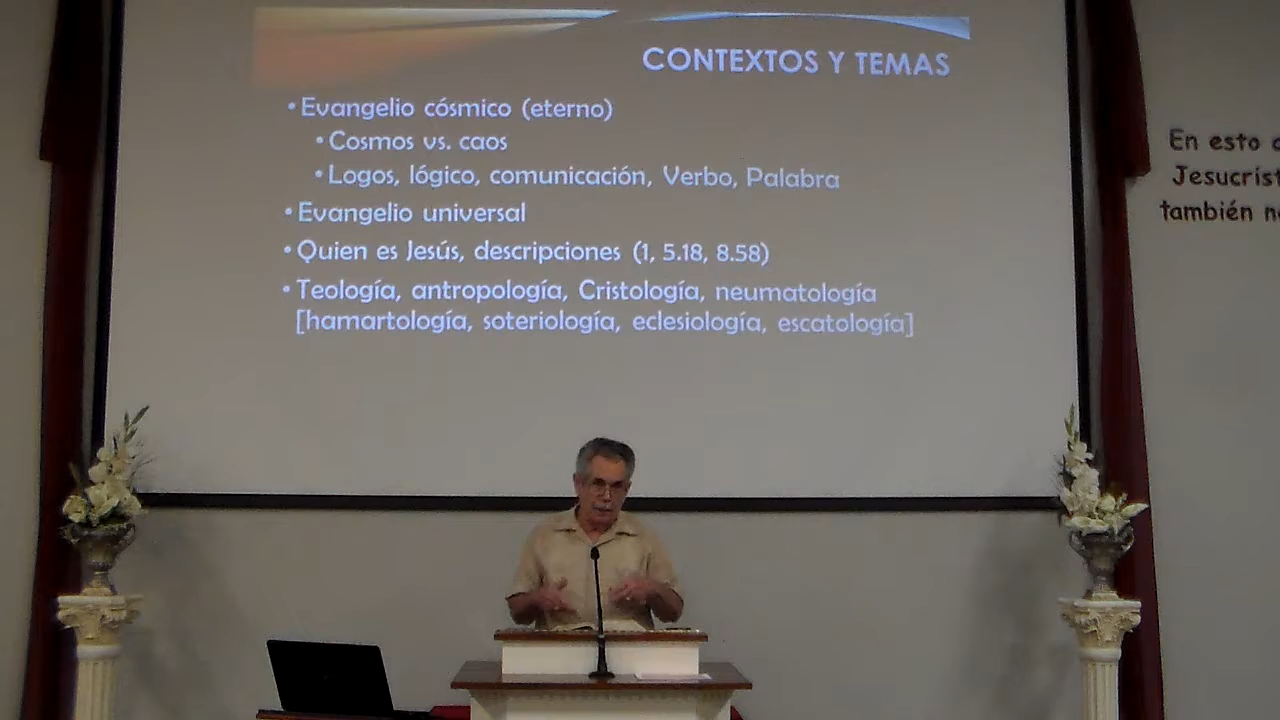 CONTEXTOS Y TEMAS
• Evangelio cósmico (eterno)
• Cosmos vs. caos
• Logos, lógico, comunicación, Verbo, Palabra
• Evangelio universal
• Quien es Jesús, descripciones (1, 5.18, 8.58)
• Teología, antropología, Cristología, neumatología
[hamartología, soteriología, eclesiología, escatología]
En esto
también